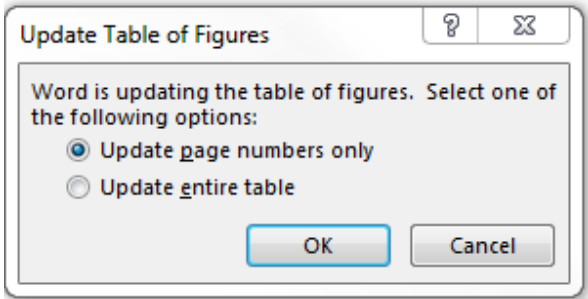 Update Table of Figures
Word is updating the table of figures. Select one of
the following options:
Update page numbers only
Update entire table
OK Cancel